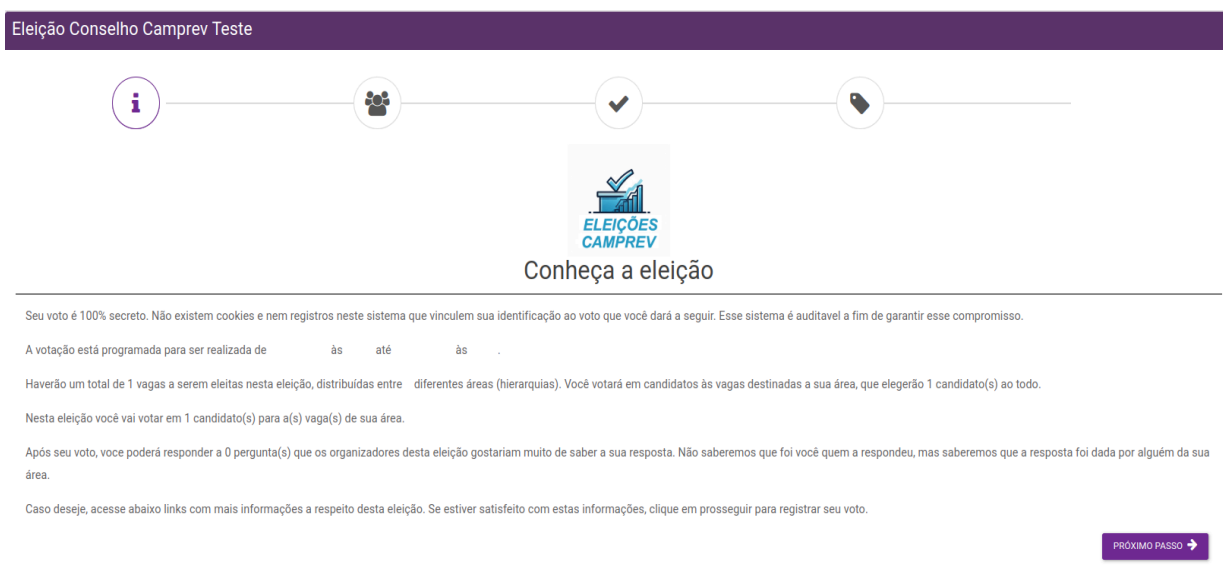 Eleição Conselho Camprev Teste
ELEIÇÕES
CAMPREV
Conheça a eleição
Seu voto é 100% secreto. Não existem cookies e nem registros neste sistema que vinculem sua identificação ao voto que você dará a seguir. Esse sistema é auditavel a fim de garantir esse compromisso.
A votação está programada para ser realizada de às até às .
Haverão um total de 1 vagas a serem eleitas nesta eleição, distribuídas entre diferentes áreas (hierarquias). Você votará em candidatos às vagas destinadas a sua área, que elegerão 1 candidato(s) ao todo.
Nesta eleição você vai votar em 1 candidato(s) para a(s) vaga(s) de sua área.
Após seu voto, voce poderá responder a 0 pergunta(s) que os organizadores desta eleição gostariam muito de saber a sua resposta. Não saberemos que foi você quem a respondeu, mas saberemos que a resposta foi dada por alguém da sua
área.
Caso deseje, acesse abaixo links com mais informações a respeito desta eleição. Se estiver satisfeito com estas informações, clique em prosseguir para registrar seu voto.
PRÓXIMO PASSO